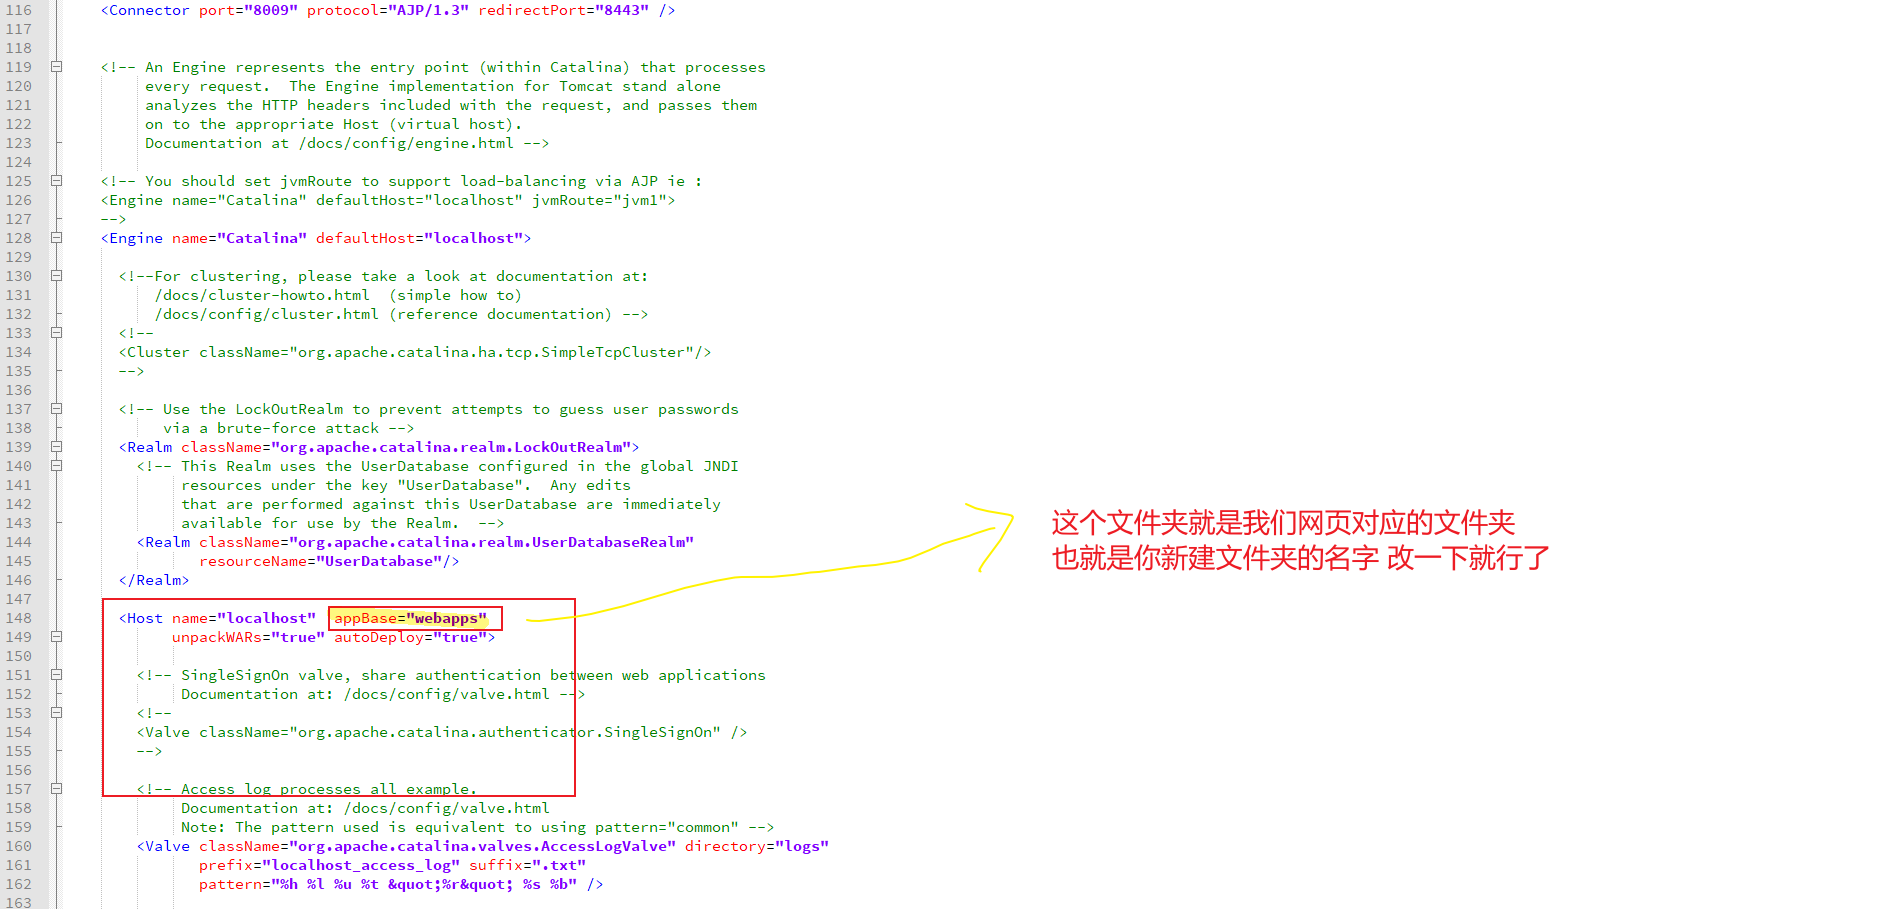 116 <Connector port="8009" protocol="AJP/1.3" redirectPort="8443" />
117
118
119 <!-- An Engine represents the entry point (within Catalina) that processes
120 every request.  The Engine implementation for Tomcat stand alone
121 analyzes the HTTP headers included with the request, and passes them
122 on to the appropriate Host (virtual host).
123 Documentation at /docs/config/engine.html -->
124
125 <!-- You should set jvmRoute to support load-balancing via AJP ie :
126 <Engine name="Catalina" defaultHost="localhost" jvmRoute="jvm1">
127 -->
128 <Engine name="Catalina" defaultHost="localhost">
129
130 <!--For clustering, please take a look at documentation at:
131 /docs/cluster-howto.html  (simple how to)
132 /docs/config/cluster.html (reference documentation) -->
133 <!--
134 <Cluster className="org.apache.catalina.ha.tcp.SimpleTcpCluster"/>
135 -->
136
137 <!-- Use the LockOutRealm to prevent attempts to guess user passwords
138 via a brute-force attack -->
139 <Realm className="org.apache.catalina.realm.LockOutRealm">
140 <!-- This Realm uses the UserDatabase configured in the global JNDI
141 resources under the key "UserDatabase".  Any edits
142 that are performed against this UserDatabase are immediately
143 available for use by the Realm.  -->
144 <Realm className="org.apache.catalina.realm.UserDatabaseRealm"
145 resourceName="UserDatabase"/>
146 </Realm>
147
148 <Host name="localhost"  appBase="webapps"
149 unpackWARs="true" autoDeploy="true">
150
151 <!-- SingleSignOn valve, share authentication between web applications
152 Documentation at: /docs/config/valve.html -->
153 <!--
154 <Valve className="org.apache.catalina.authenticator.SingleSignOn" />
155 -->
156
157 <!-- Access log processes all example.
158 Documentation at: /docs/config/valve.html
159 Note: The pattern used is equivalent to using pattern="common" -->
160 <Valve className="org.apache.catalina.valves.AccessLogValve" directory="logs"
161 prefix="localhost_access_log" suffix=".txt"
162 pattern="%h %l %u %t &quot;%r&quot; %s %b" />
163
这个文件夹就是我们网页对应的文件夹
也就是你新建文件夹的名字 改一下就行了